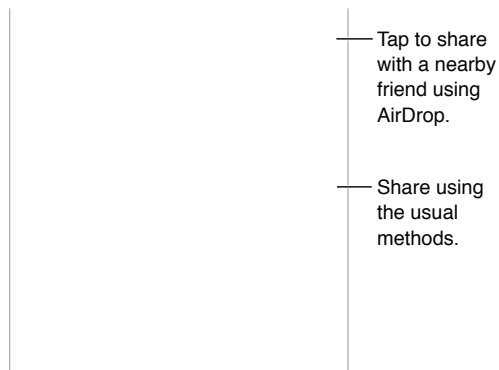 Tap to share
with a nearby
friend using
AirDrop.
Share using
the usual
methods.